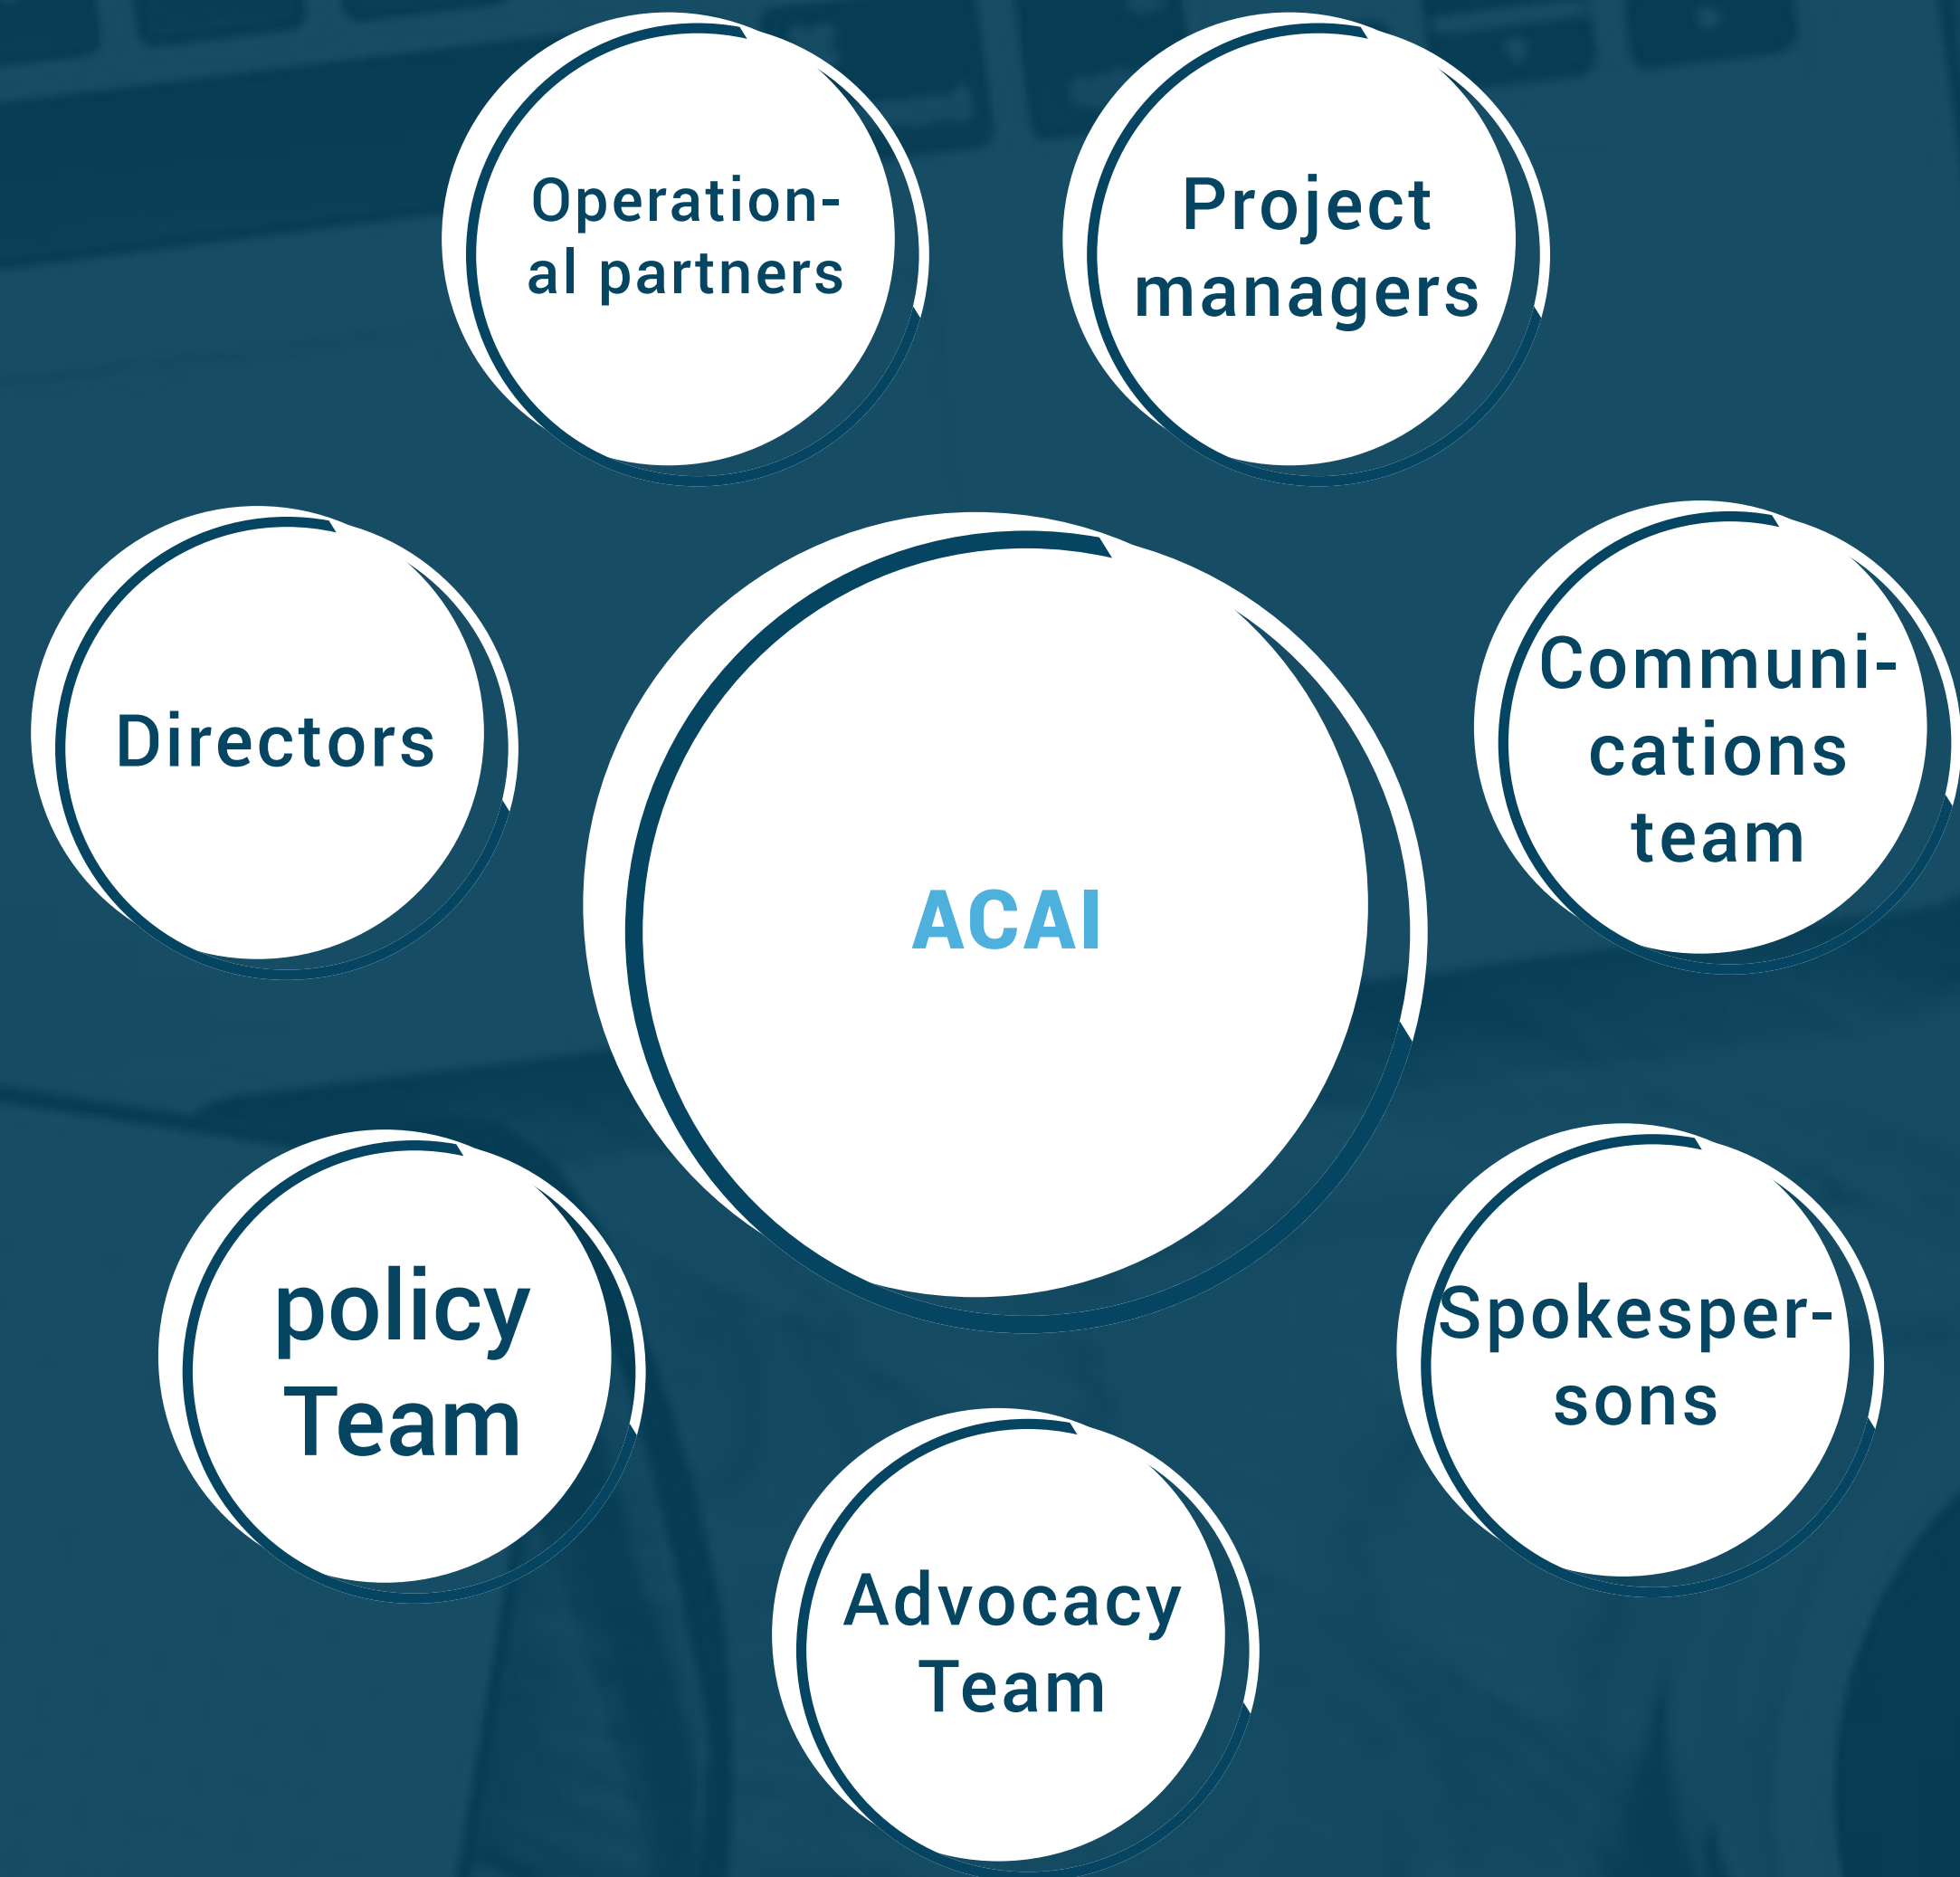 Operation-
al partners
Project
managers
Directors
Communi-
cations
team
ACAI
policy
Team
Spokesper-
sons
Advocacy
Team